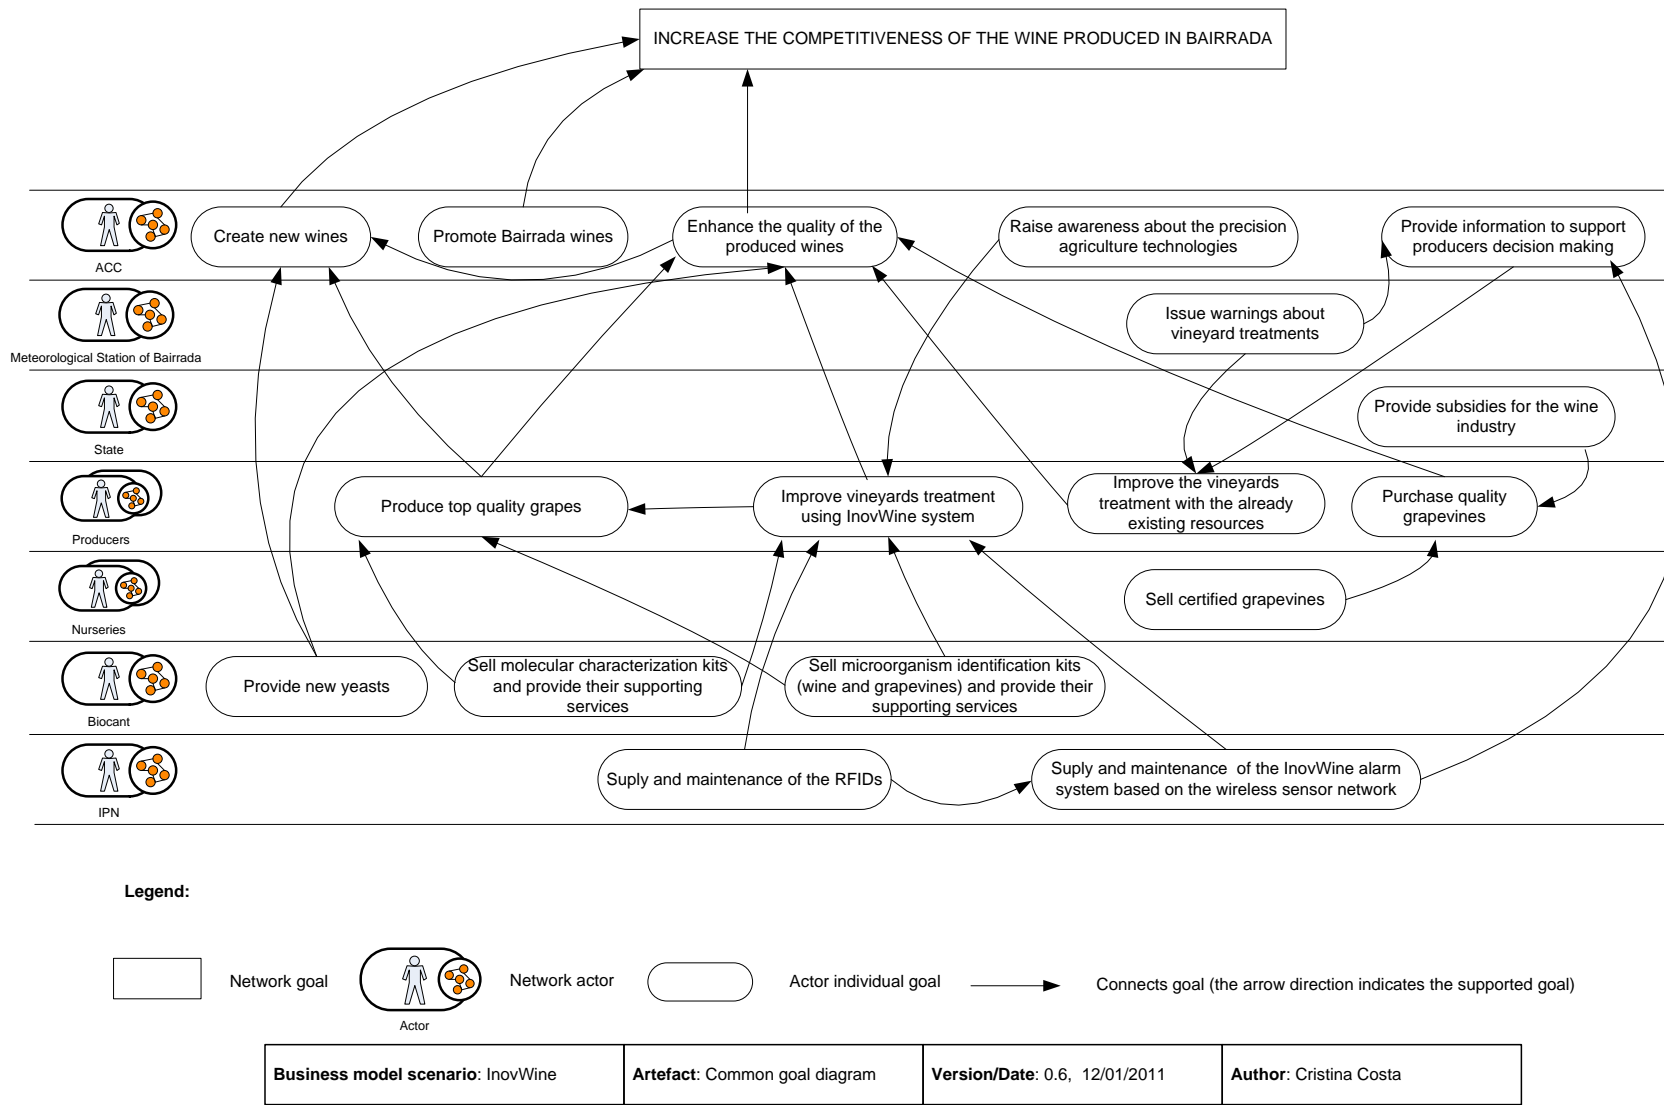 INCREASE THE COMPETITIVENESS OF THE WINE PRODUCED IN BAIRRADA
ACC
Create new wines
Promote Bairrada wines
Enhance the quality of the
produced wines
Raise awareness about the precision
agriculture technologies
Provide information to support
producers decision making
Meteorological Station of Bairrada
Issue warnings about
vineyard treatments
State
Provide subsidies for the wine
industry
Producers
Produce top quality grapes
Improve vineyards treatment
using InovWine system
Improve the vineyards
treatment with the already
existing resources
Purchase quality
grapevines
Nurseries
Sell certified grapevines
Biocant
Provide new yeasts
Sell molecular characterization kits
and provide their supporting
services
Sell microorganism identification kits
(wine and grapevines) and provide their
supporting services
IPN
Suply and maintenance of the RFIDs
Suply and maintenance of the InovWine alarm
system based on the wireless sensor network
Legend:
Network goal
Actor
Network actor
Actor individual goal
Connects goal (the arrow direction indicates the supported goal)
Business model scenario: InovWine
Artefact: Common goal diagram
Version/Date: 0.6, 12/01/2011
Author: Cristina Costa